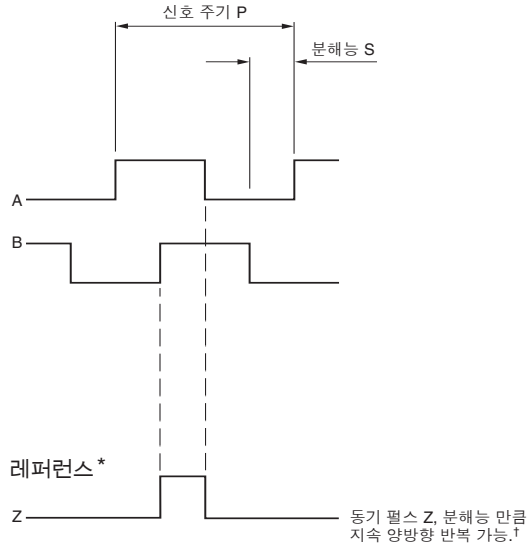 신호 주기 P
분해능 S
A
B
레퍼런스*
Z
동기 펄스 Z, 분해능 만큼
지속 양방향 반복 가능.†